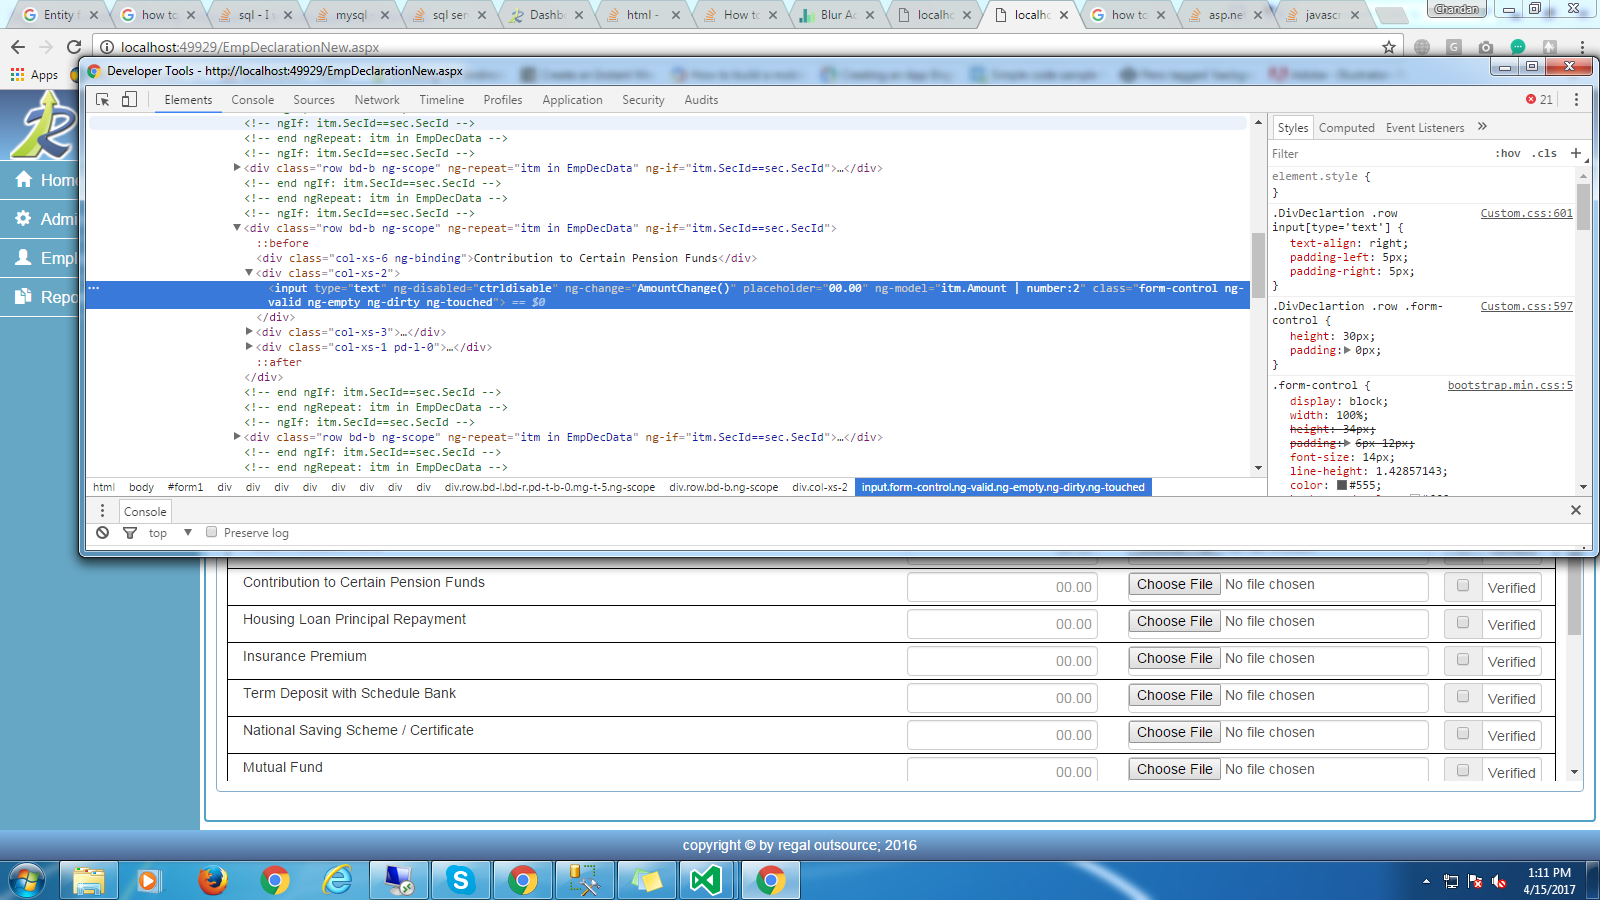 Entity f
how to
sql - I s
mysql
sql ser
Dashb
html -
How to
Blur Ac
localho
localho
how to
asp.ne
javasc
Chandan
localhost:49929/EmpDeclarationNew.aspx
Apps
Developer Tools - http://localhost:49929/EmpDeclarationNew.aspx
Elements Console Sources Network Timeline Profiles Application Security Audits 21
<!-- ngIf: itm.SecId==sec.SecId -->
<!-- end ngRepeat: itm in EmpDecData -->
<!-- ngIf: itm.SecId==sec.SecId -->
<div class="row bd-b ng-scope" ng-repeat="itm in EmpDecData" ng-if="itm.SecId==sec.SecId">…</div>
<!-- end ngIf: itm.SecId==sec.SecId -->
<!-- end ngRepeat: itm in EmpDecData -->
<!-- ngIf: itm.SecId==sec.SecId -->
<div class="row bd-b ng-scope" ng-repeat="itm in EmpDecData" ng-if="itm.SecId==sec.SecId">
::before
<div class="col-xs-6 ng-binding">Contribution to Certain Pension Funds</div>
<div class="col-xs-2">
<input type="text" ng-disabled="ctrldisable" ng-change="AmountChange()" placeholder="00.00" ng-model="itm.Amount | number:2" class="form-control ng-
valid ng-empty ng-dirty ng-touched"> == $0
</div>
<div class="col-xs-3">…</div>
<div class="col-xs-1 pd-l-0">…</div>
::after
</div>
<!-- end ngIf: itm.SecId==sec.SecId -->
<!-- end ngRepeat: itm in EmpDecData -->
<!-- ngIf: itm.SecId==sec.SecId -->
<div class="row bd-b ng-scope" ng-repeat="itm in EmpDecData" ng-if="itm.SecId==sec.SecId">…</div>
<!-- end ngIf: itm.SecId==sec.SecId -->
<!-- end ngRepeat: itm in EmpDecData -->
html body #form1 div div div div div div div div.row.bd-l.bd-r.pd-t-b-0.mg-t-5.ng-scope div.row.bd-b.ng-scope div.col-xs-2 input.form-control.ng-valid.ng-empty.ng-dirty.ng-touched
Styles Computed Event Listeners »
Filter :hov .cls +
element.style {
}
.DivDeclartion .row Custom.css:601
input[type='text'] {
text-align: right;
padding-left: 5px;
padding-right: 5px;
}
.DivDeclartion .row .form- Custom.css:597
control {
height: 30px;
padding: 0px;
}
.form-control { bootstrap.min.css:5
display: block;
width: 100%;
height: 34px;
padding: 6px 12px;
font-size: 14px;
line-height: 1.42857143;
color: #555;
Console
top Preserve log
Home
Admi
Empl
Repo
Contribution to Certain Pension Funds 00.00 Choose File No file chosen Verified
Housing Loan Principal Repayment 00.00 Choose File No file chosen Verified
Insurance Premium 00.00 Choose File No file chosen Verified
Term Deposit with Schedule Bank 00.00 Choose File No file chosen Verified
National Saving Scheme / Certificate 00.00 Choose File No file chosen Verified
Mutual Fund 00.00 Choose File No file chosen Verified
copyright © by regal outsource; 2016
1:11 PM
4/15/2017